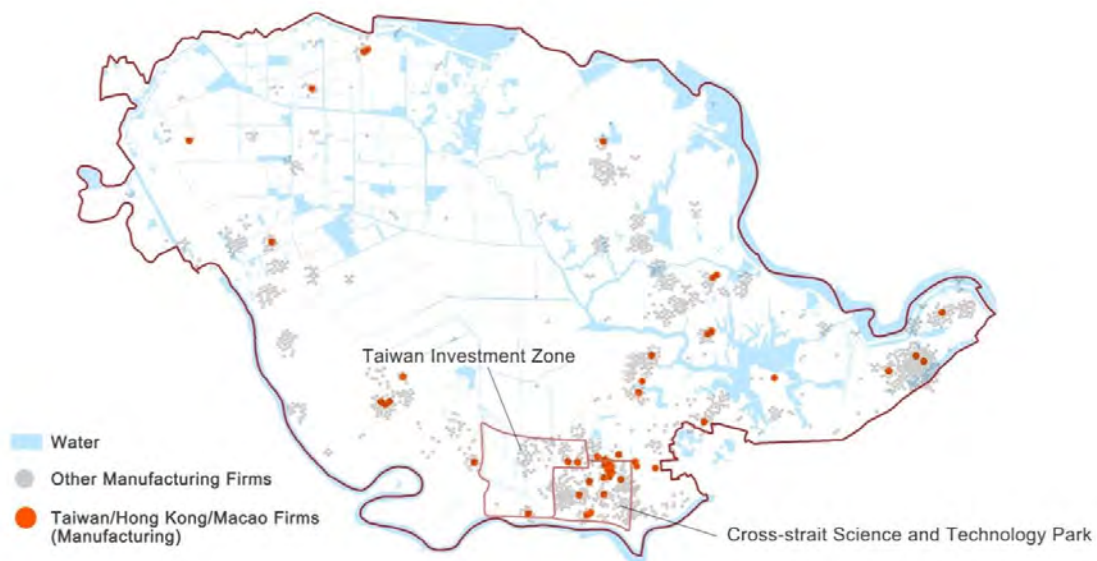 Taiwan Investment Zone
Water
Other Manufacturing Firms
Taiwan/Hong Kong/Macao Firms
(Manufacturing)
Cross-strait Science and Technology Park